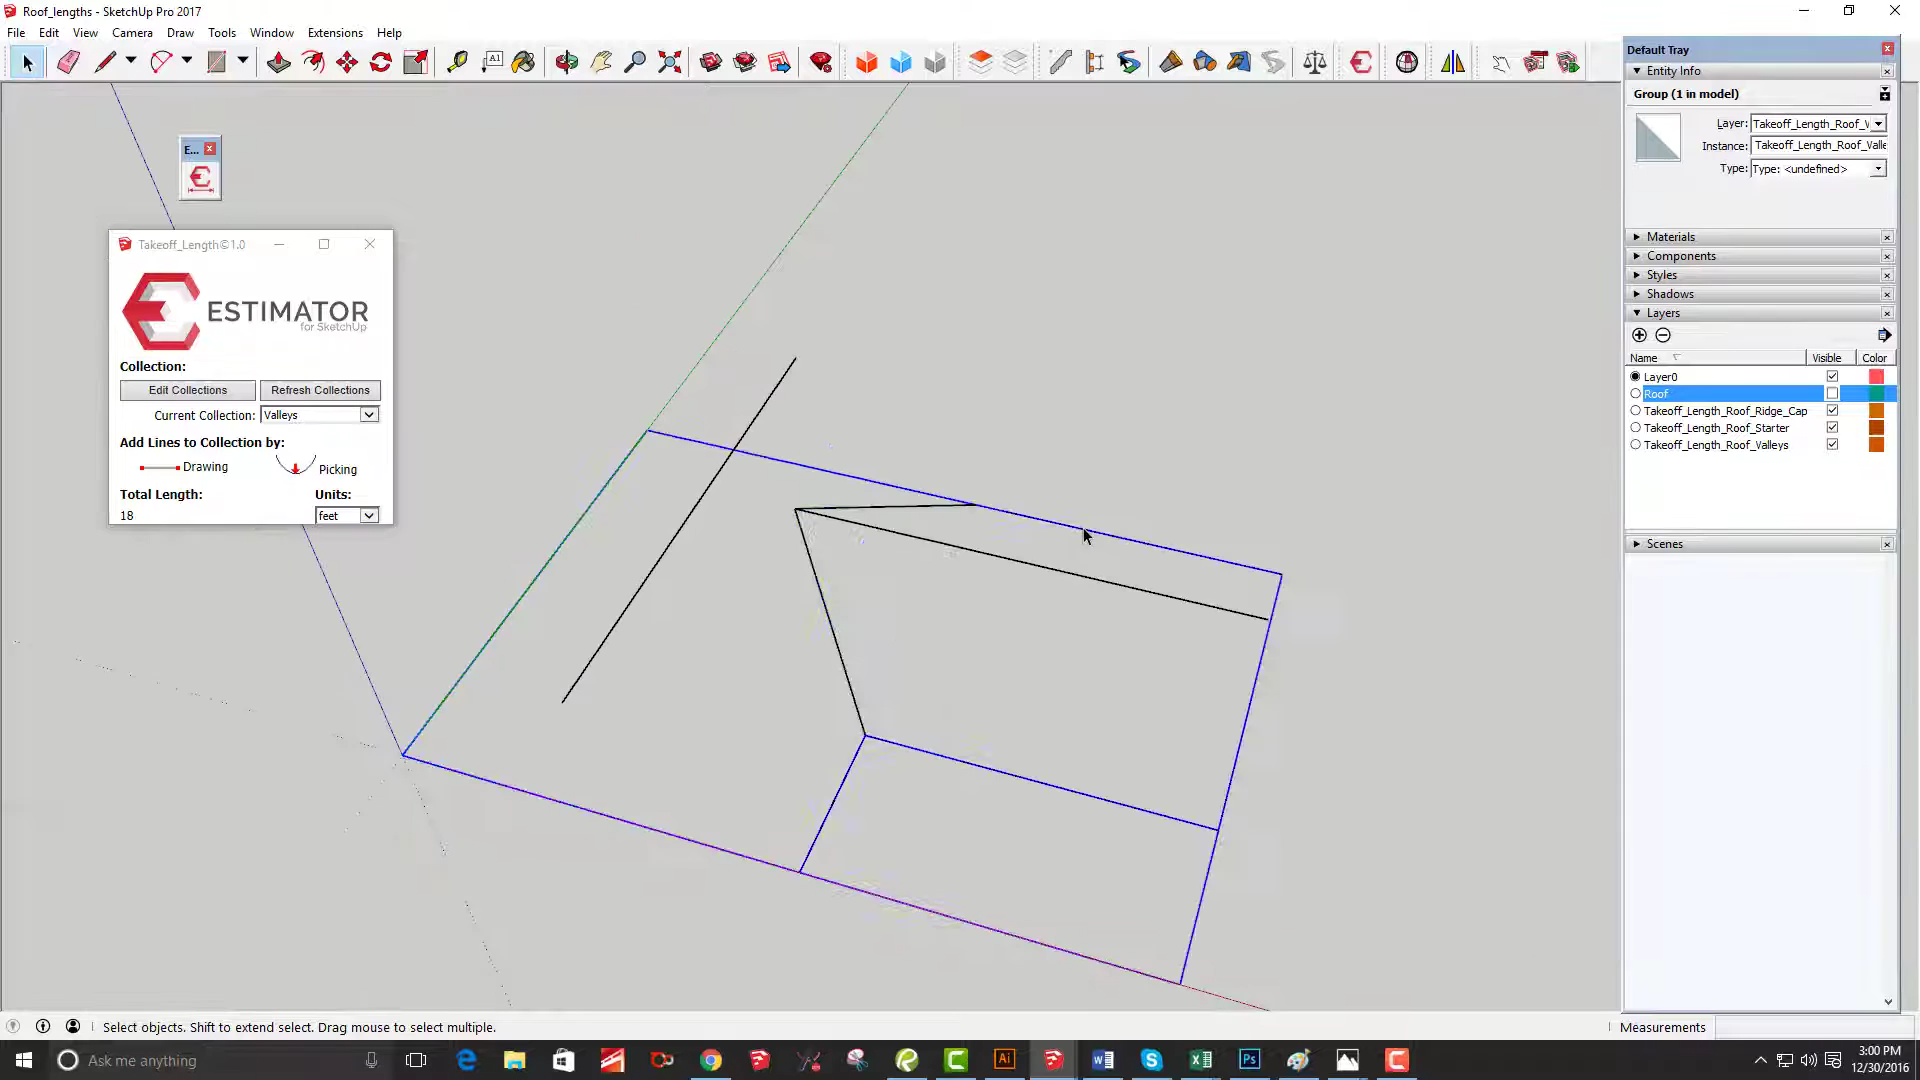 Roof_lengths - SketchUp Pro 2017
File Edit View Camera Draw Tools Window Extensions Help
A1
Default Tray
Entity Info
Group (1 in model)
Layer: Takeoff_Length_Roof_V
Instance: Takeoff_Length_Roof_Valle
Type: Type: <undefined>
E...
Materials
Components
Styles
Shadows
Layers
Name Visible Color
Layer0
Roof
Takeoff_Length_Roof_Ridge_Cap
Takeoff_Length_Roof_Starter
Takeoff_Length_Roof_Valleys
Scenes
Takeoff_Length©1.0
ESTIMATOR
for SketchUp
Collection:
Edit Collections Refresh Collections
Current Collection: Valleys
Add Lines to Collection by:
Drawing Picking
Total Length: Units:
18 feet
Select objects. Shift to extend select. Drag mouse to select multiple.
Measurements
Ask me anything
Ai
Ps
3:00 PM
12/30/2016